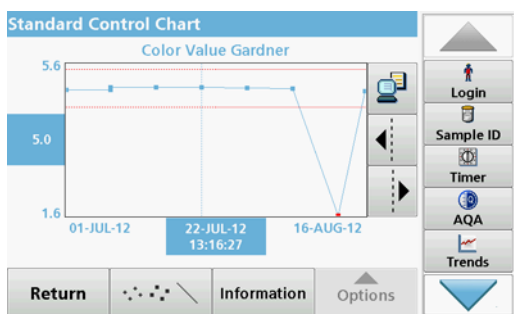 Standard Control Chart
Color Value Gardner
5.6
5.0
1.6
01-JUL-12
22-JUL-12
13:16:27
16-AUG-12
Return
Information
Options
Login
Sample ID
Timer
AQA
Trends